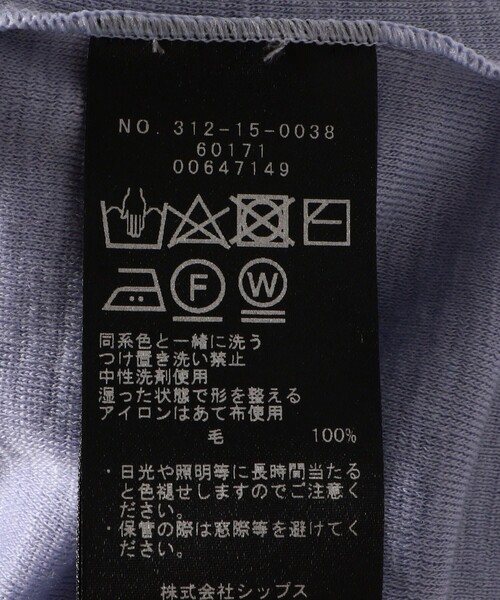 NO. 312-15-0038
60171
00647149
F W
同系色と一緒に洗う
つけ置き洗い禁止
中性洗剤使用
湿った状態で形を整える
アイロンはあて布使用
毛 100%
・日光や照明等に長時間当たる
と色褪せしますのでご注意く
ださい。
・保管の際は窓際等を避けてく
ださい。
株式会社シップス